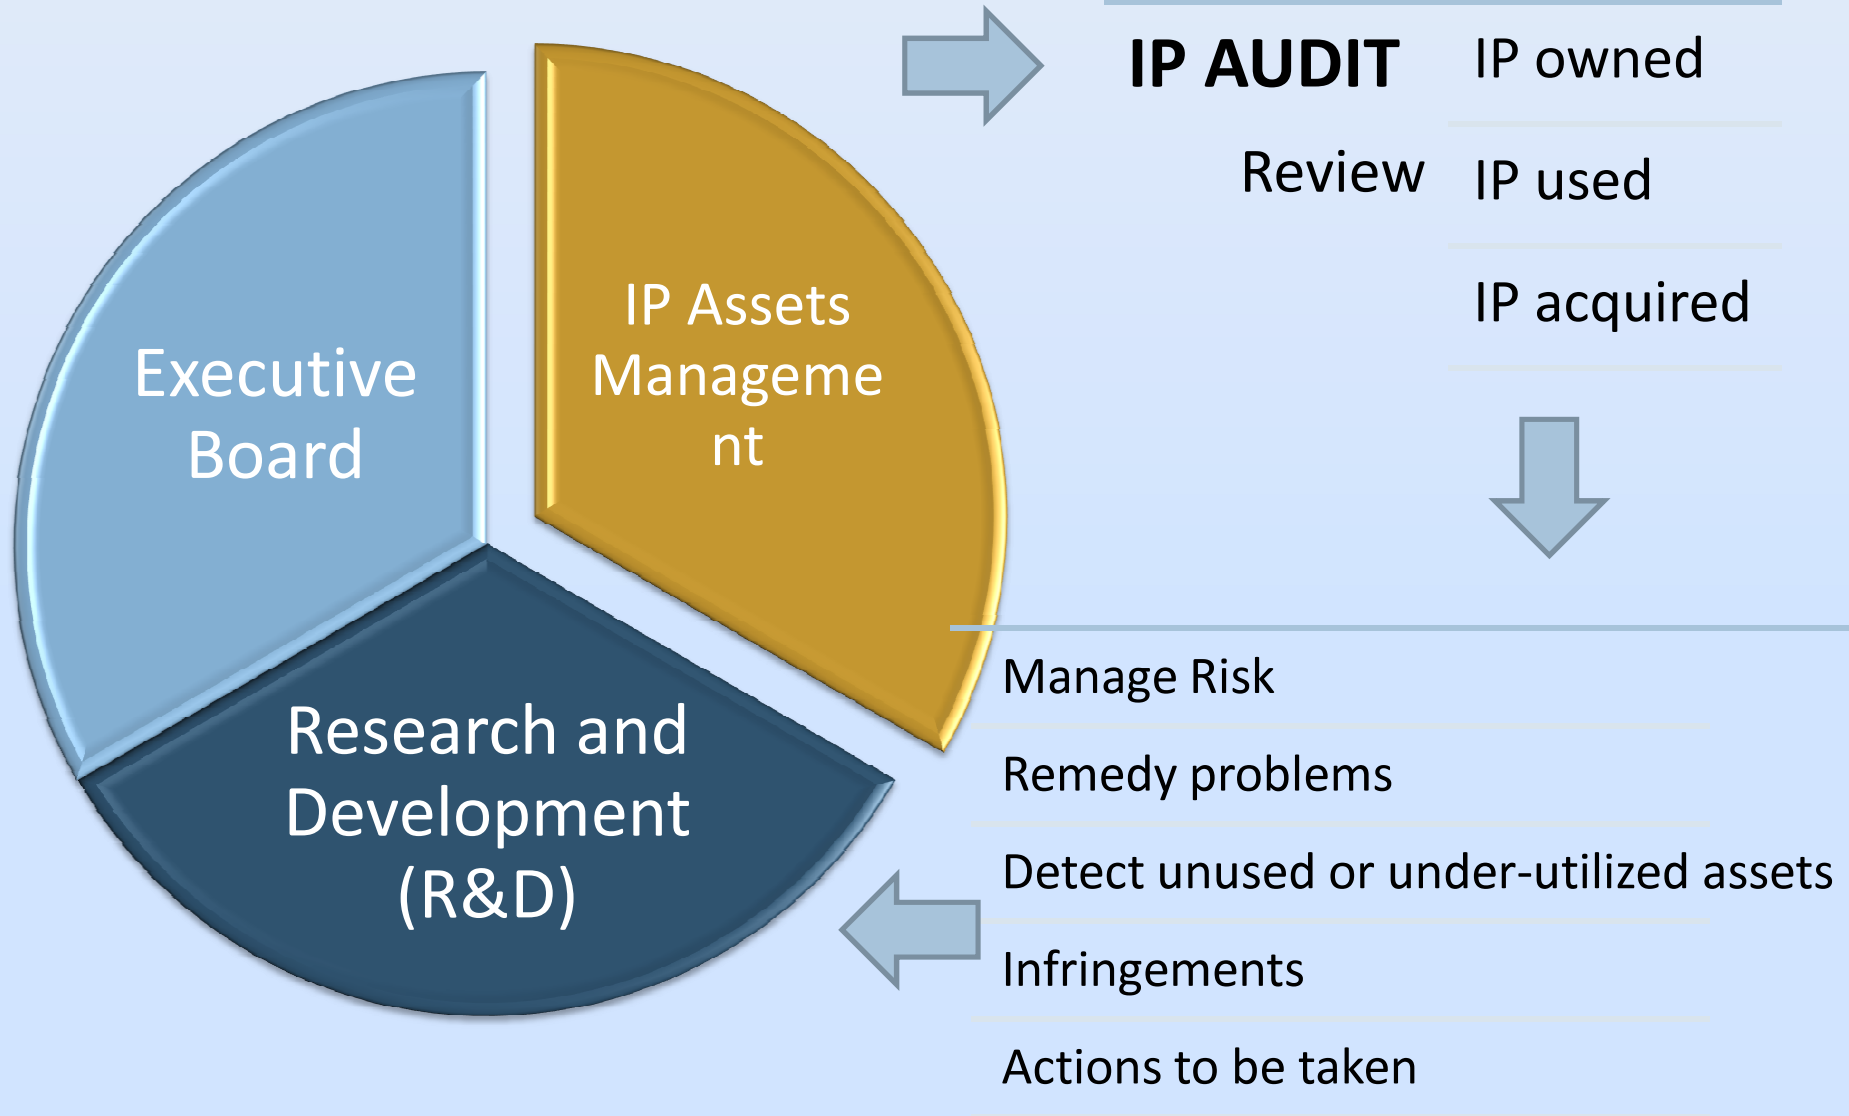 Executive
Board
IP Assets
Manageme
nt
Research and
Development
(R&D)
IP AUDIT
Review
IP owned
IP used
IP acquired
Manage Risk
Remedy problems
Detect unused or under-utilized assets
Infringements
Actions to be taken